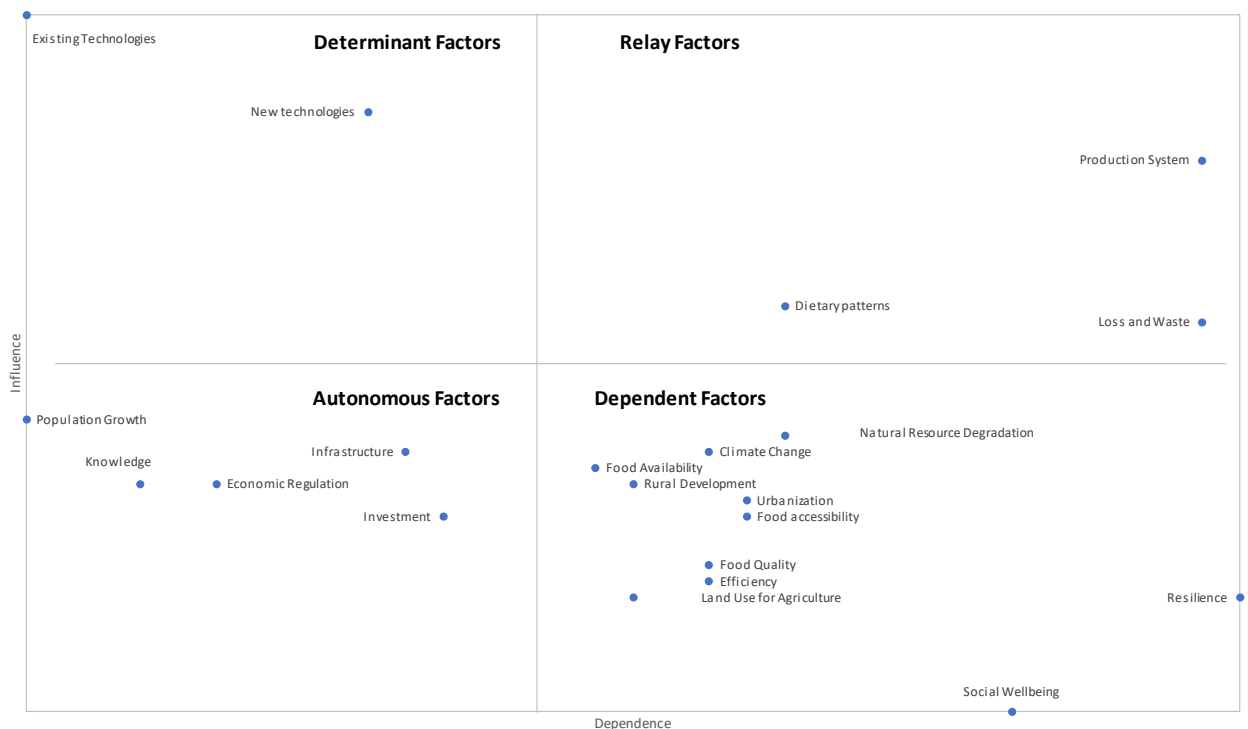 Existing Technologies
Determinant Factors
Relay Factors
New technologies
Production System
Dietary patterns
Loss and Waste
Influence
Autonomous Factors
Dependent Factors
Population Growth
Natural Resource Degradation
Infrastructure
Climate Change
Knowledge
Food Availability
Economic Regulation
Rural Development
Urbanization
Investment
Food accessibility
Food Quality
Efficiency
Land Use for Agriculture
Resilience
Social Wellbeing
Dependence